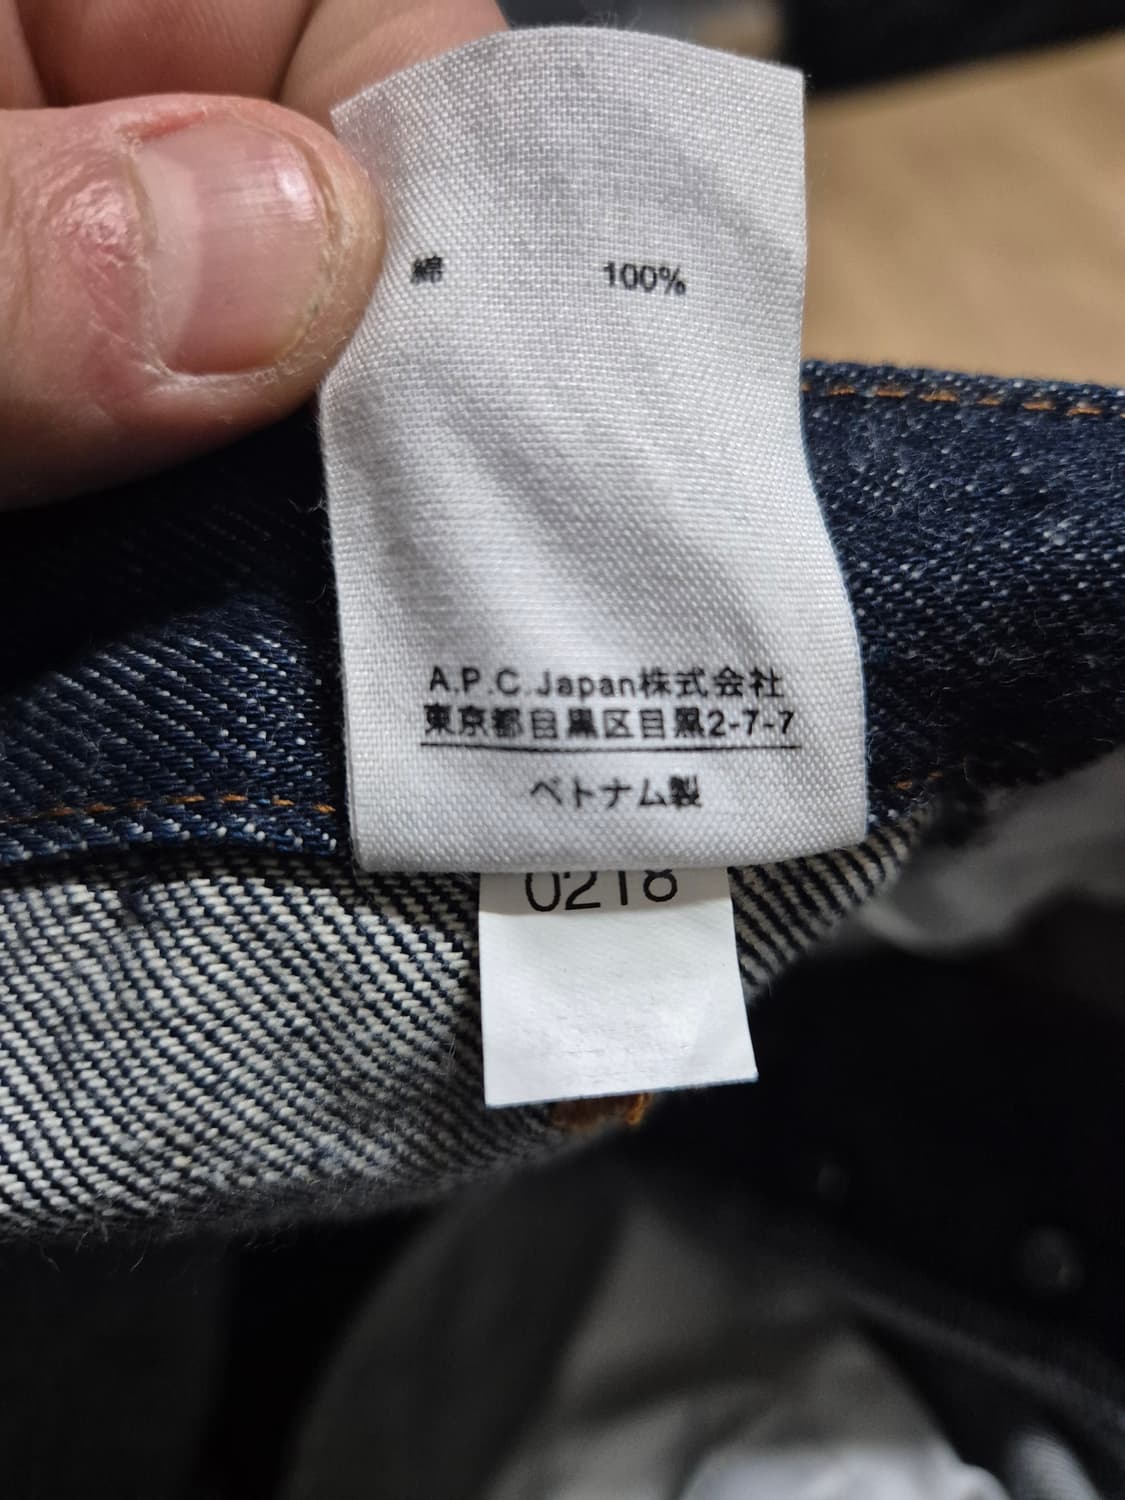 綿 100%
A.P.C.Japan株式会社
東京都目黒区目黒2-7-7
ベトナム製
0218